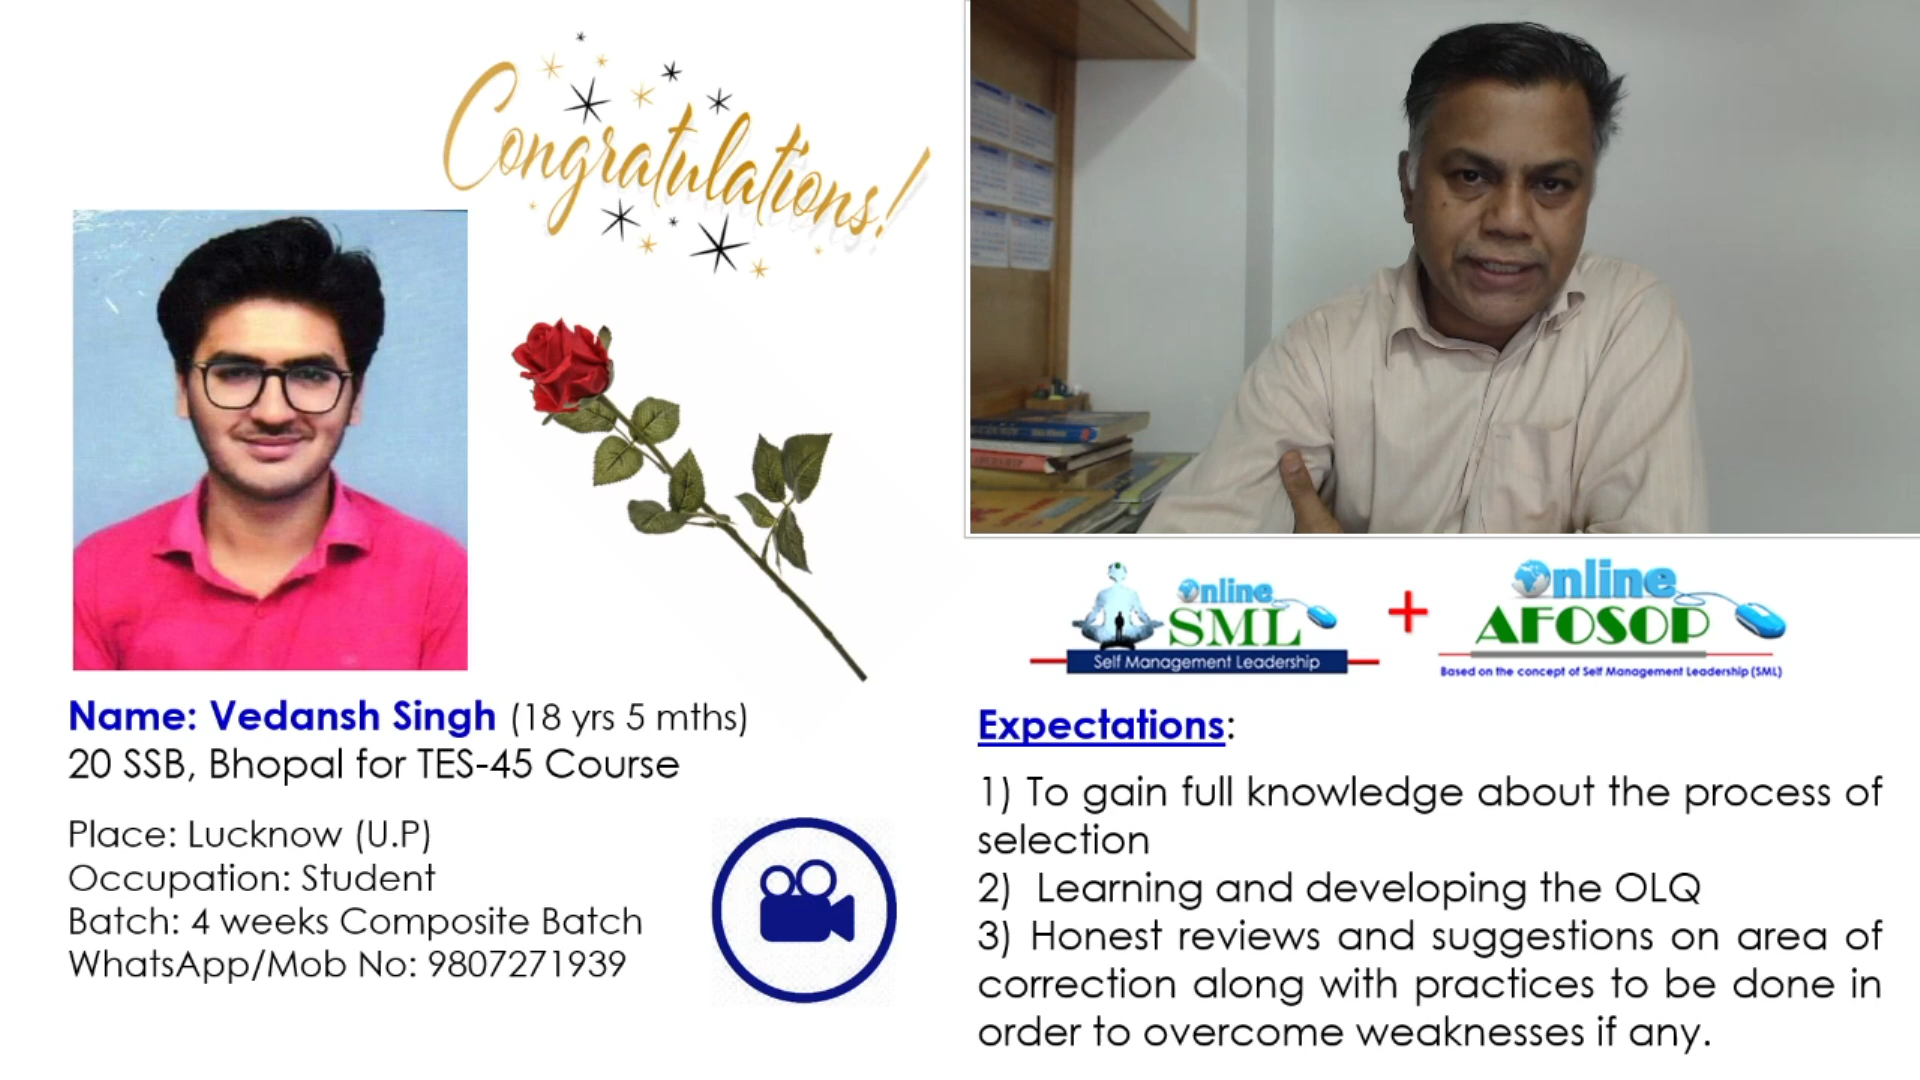 Congratulations!
Name: Vedansh Singh (18 yrs 5 mths)
20 SSB, Bhopal for TES-45 Course
Place: Lucknow (U.P)
Occupation: Student
Batch: 4 weeks Composite Batch
WhatsApp/Mob No: 9807271939
Online
SML
Self Management Leadership
+
Online
AFOSOP
Based on the concept of Self Management Leadership (SML)
Expectations:
1) To gain full knowledge about the process of
selection
2) Learning and developing the OLQ
3) Honest reviews and suggestions on area of
correction along with practices to be done in
order to overcome weaknesses if any.